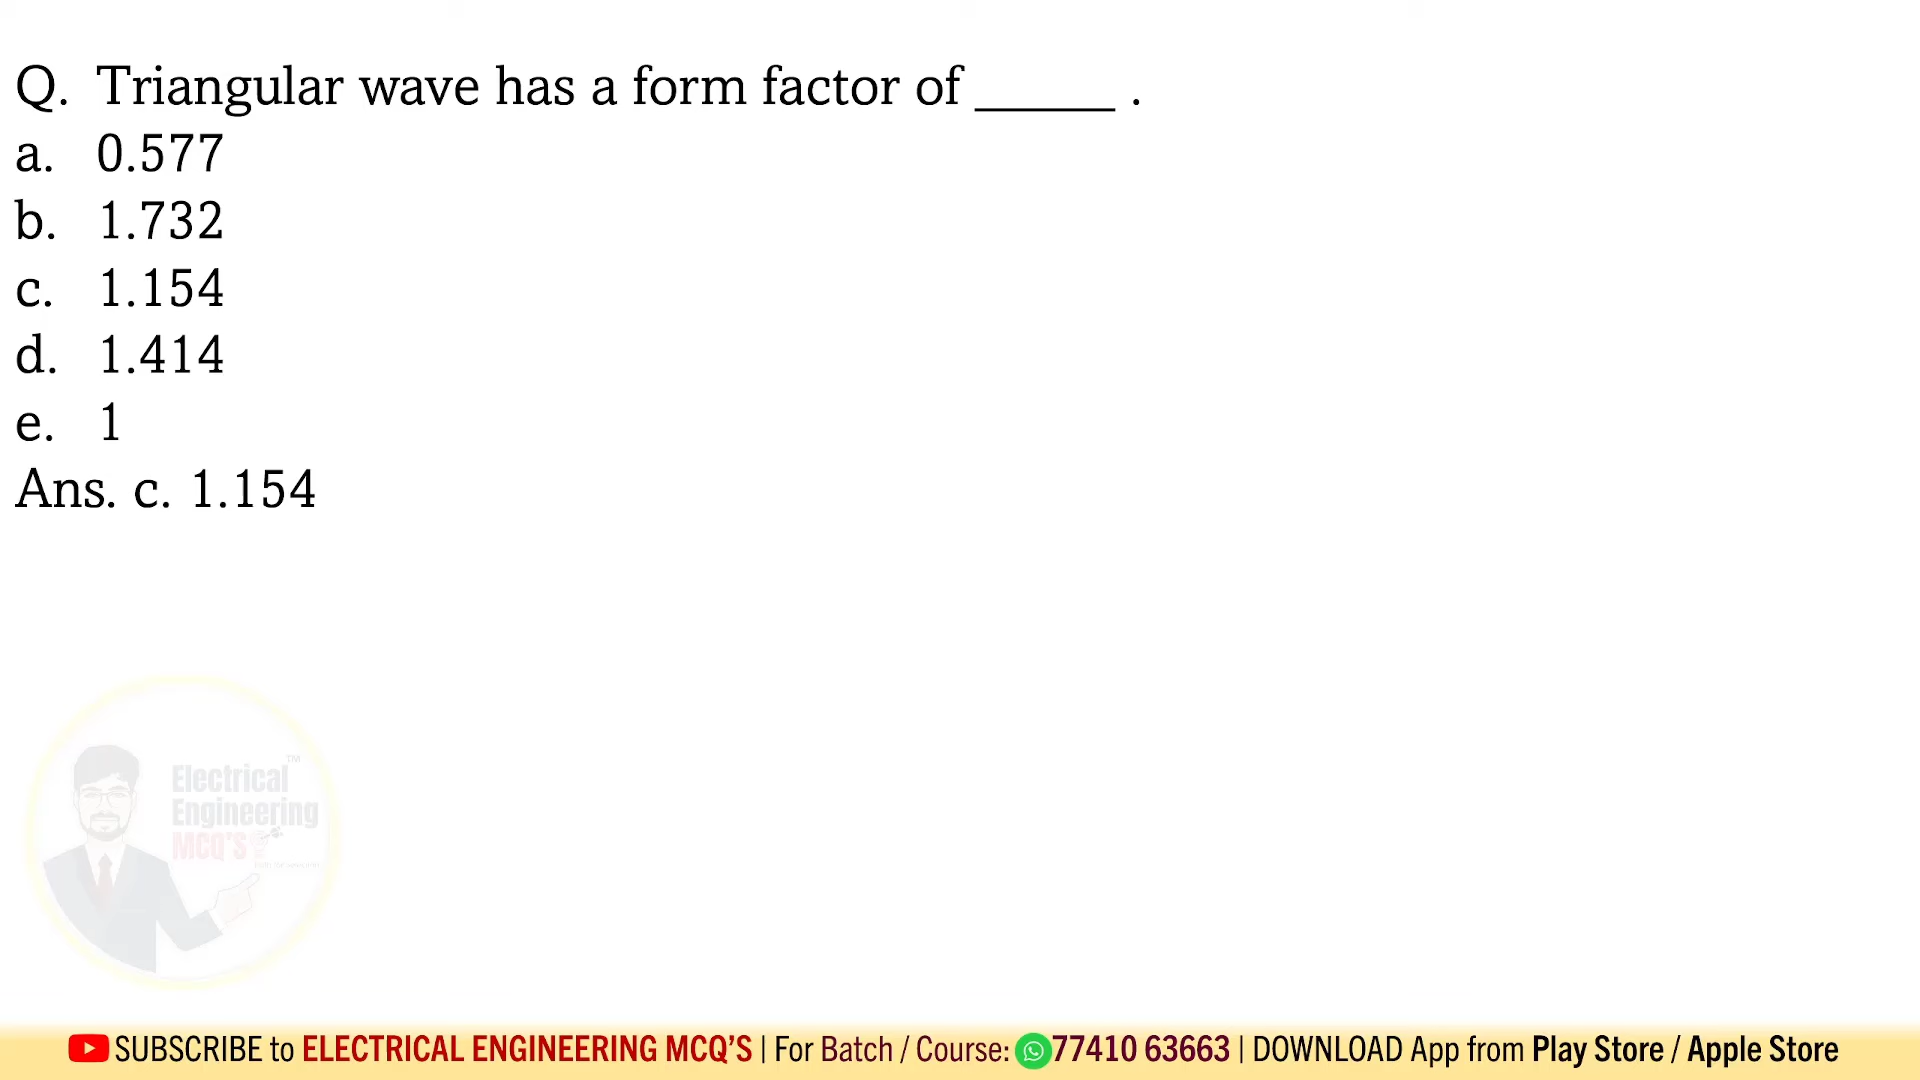 Q. Triangular wave has a form factor of _____ .
a. 0.577
b. 1.732
c. 1.154
d. 1.414
e. 1
Ans. c. 1.154
Electrical TM
Engineering
MCQ'S
SUBSCRIBE to ELECTRICAL ENGINEERING MCQ'S | For Batch / Course: 77410 63663 | DOWNLOAD App from Play Store / Apple Store